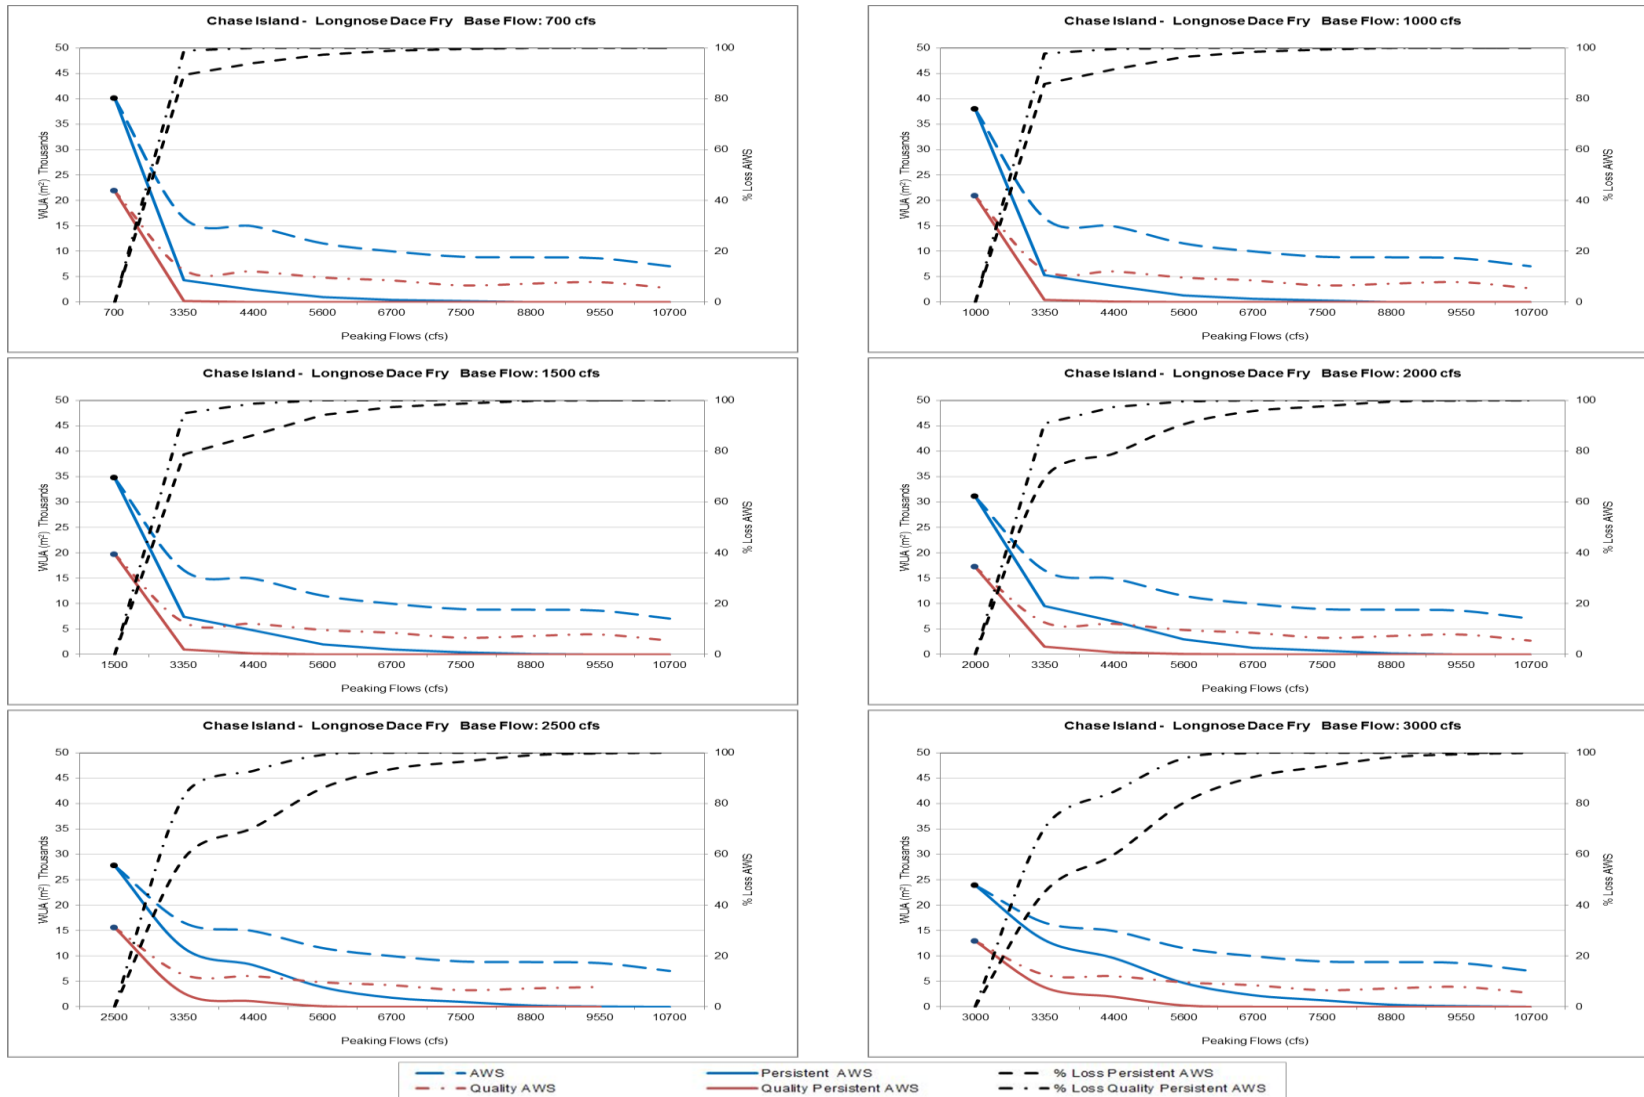 Chase Island - Longnose Dace Fry Base Flow: 700 cfs
50 45 40 35 30 25 20 15 10 5 0
WUA (m²) Thousands
100 80 60 40 20 0
% Loss AWS
700 3350 4400 5600 6700 7500 8800 9550 10700
Peaking Flows (cfs)
Chase Island - Longnose Dace Fry Base Flow: 1000 cfs
50 45 40 35 30 25 20 15 10 5 0
WUA (m²) Thousands
100 80 60 40 20 0
% Loss AWS
1000 3350 4400 5600 6700 7500 8800 9550 10700
Peaking Flows (cfs)
Chase Island - Longnose Dace Fry Base Flow: 1500 cfs
50 45 40 35 30 25 20 15 10 5 0
WUA (m²) Thousands
100 80 60 40 20 0
% Loss AWS
1500 3350 4400 5600 6700 7500 8800 9550 10700
Peaking Flows (cfs)
Chase Island - Longnose Dace Fry Base Flow: 2000 cfs
50 45 40 35 30 25 20 15 10 5 0
WUA (m²) Thousands
100 80 60 40 20 0
% Loss AWS
2000 3350 4400 5600 6700 7500 8800 9550 10700
Peaking Flows (cfs)
Chase Island - Longnose Dace Fry Base Flow: 2500 cfs
50 45 40 35 30 25 20 15 10 5 0
WUA (m²) Thousands
100 80 60 40 20 0
% Loss AWS
2500 3350 4400 5600 6700 7500 8800 9550 10700
Peaking Flows (cfs)
Chase Island - Longnose Dace Fry Base Flow: 3000 cfs
50 45 40 35 30 25 20 15 10 5 0
WUA (m²) Thousands
100 80 60 40 20 0
% Loss AWS
3000 3350 4400 5600 6700 7500 8800 9550 10700
Peaking Flows (cfs)
AWS Persistent AWS % Loss Persistent AWS
Quality AWS Quality Persistent AWS % Loss Quality Persistent AWS